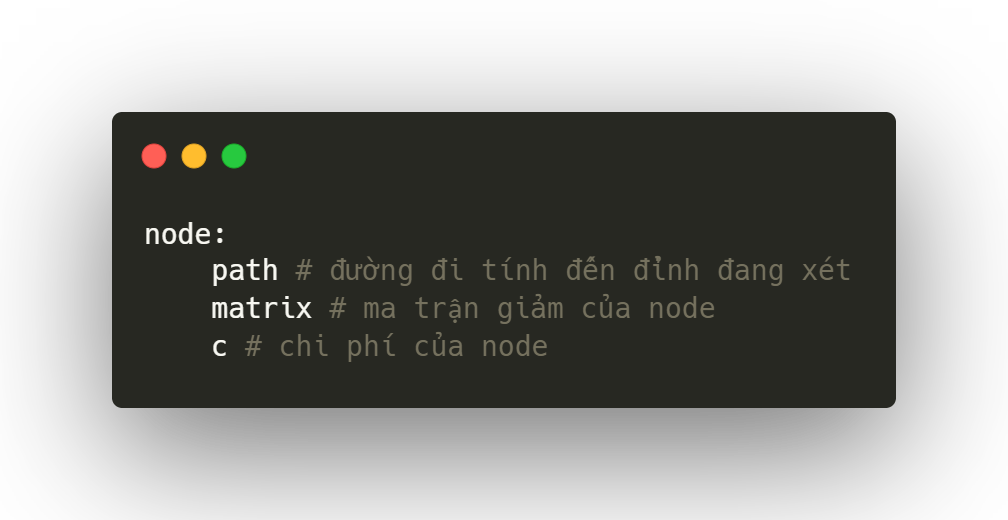 node:
path # đường đi tính đến đỉnh đang xét
matrix # ma trận giảm của node
c # chi phí của node